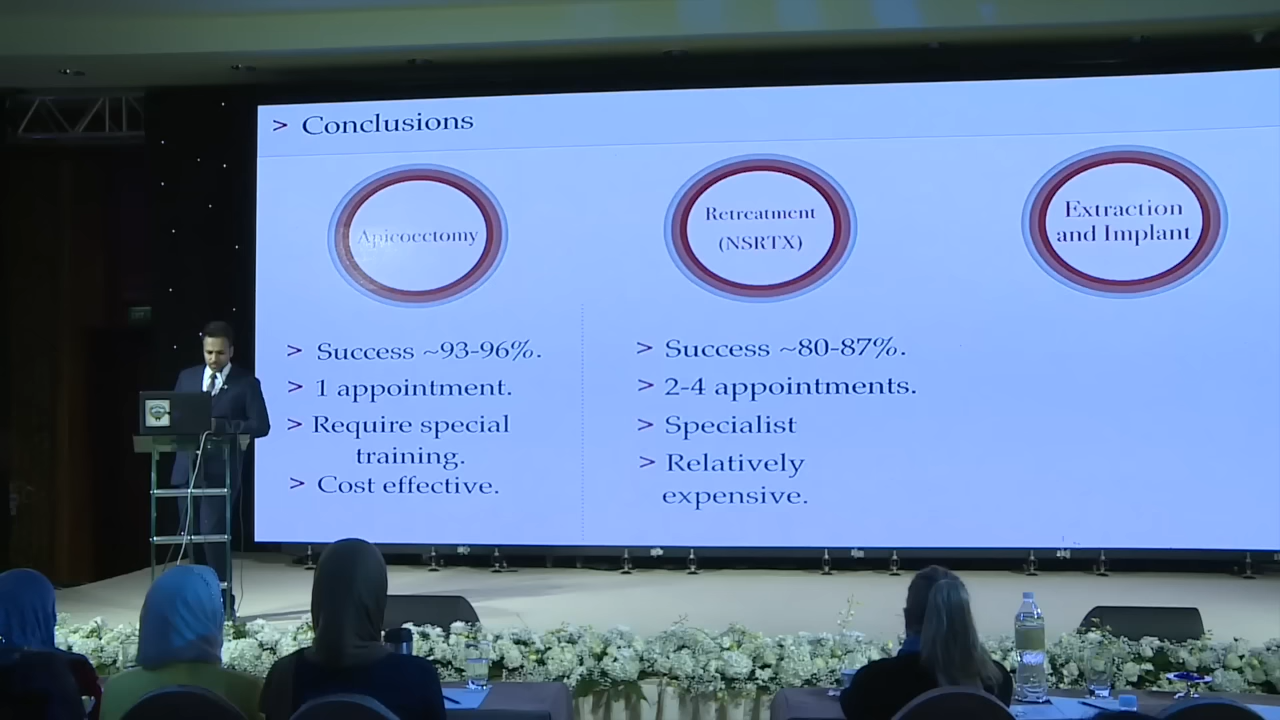 > Conclusions
Apicoectomy
Retreatment
(NSRTX)
Extraction
and Implant
> Success ~93-96%.
> 1 appointment.
> Require special
training.
> Cost effective.
> Success ~80-87%.
> 2-4 appointments.
> Specialist
> Relatively
expensive.